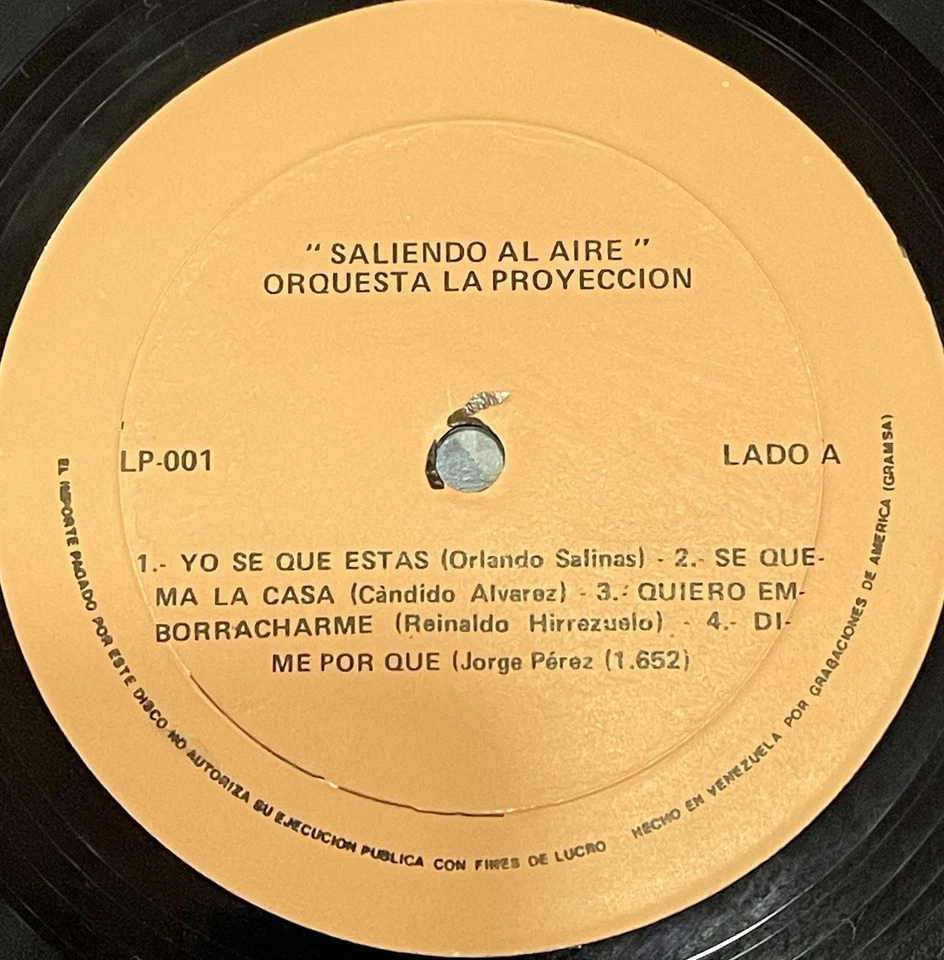 " SALIENDO AL AIRE "
ORQUESTA LA PROYECCION
LP-001
LADO A
1.- YO SE QUE ESTAS (Orlando Salinas) - 2.- SE QUE-
MA LA CASA (Càndido Alvarez) - 3.- QUIERO EM-
BORRACHARME (Reinaldo Hirrezuelo) - 4.- DI-
ME POR QUE (Jorge Pérez (1.652)
EL IMPORTE PAGADO POR ESTE DISCO NO AUTORIZA SU EJECUCION PUBLICA CON FINES DE LUCRO
HECHO EN VENEZUELA POR GRABACIONES DE AMERICA (GRAMSA)